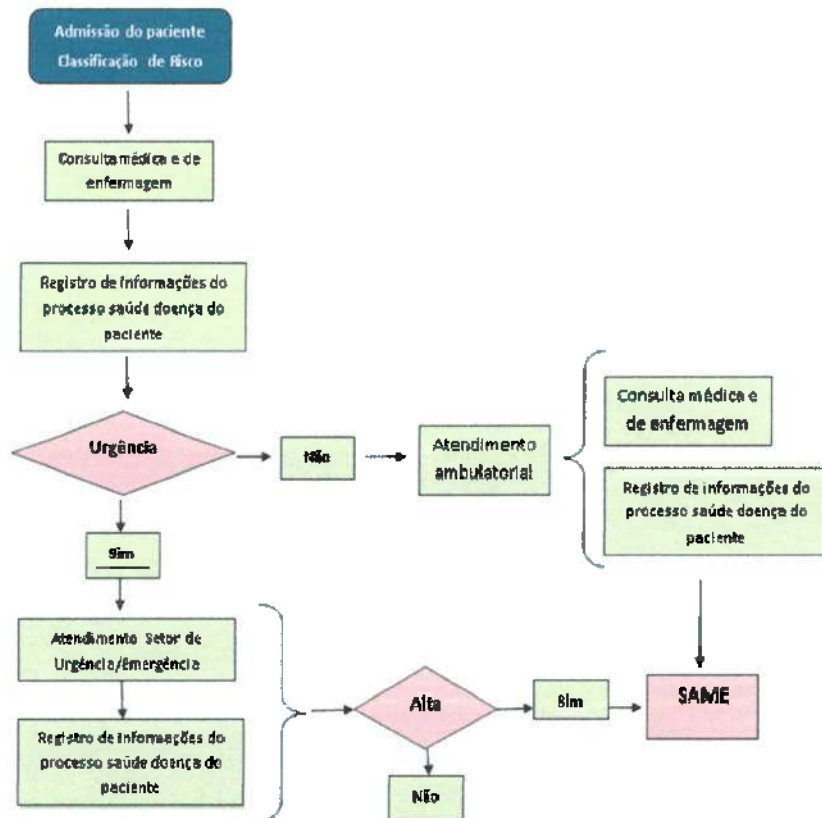 Admissão do paciente
Classificação de Risco
Consulta médica e de
enfermagem
Registro de Informações do
processo saúde doença do
paciente
Urgência
Não
Atendimento
ambulatorial
Consulta médica e
de enfermagem
Registro de informações do
processo saúde doença do
paciente
Sim
Atendimento Setor de
Urgência/Emergência
Registro de Informações do
processo saúde doença do
paciente
Alta
Sim
SAME
Não